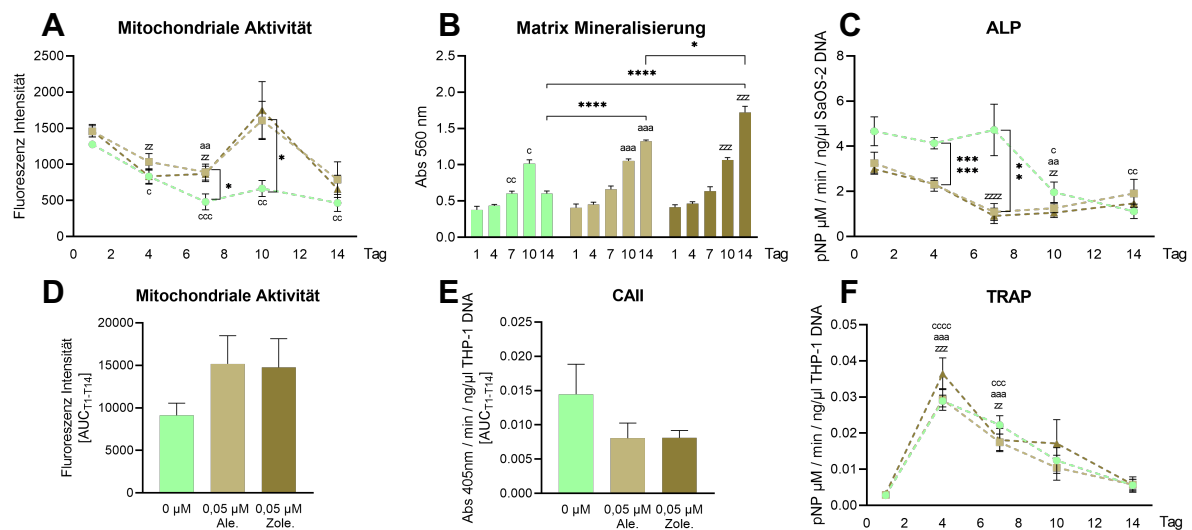 A Mitochondriale Aktivität
Fluoreszenz Intensität
2500
2000
1500
1000
500
0
zz
c
aa
zz
ccc
*
cc
*
cc
0 2 4 6 8 10 12 14 Tag
B Matrix Mineralisierung
Abs 560 nm
2.5
2.0
1.5
1.0
0.5
0.0
*
****
****
cc
c
aaa
aaa
zzz
zzz
1 4 7 10 14 1 4 7 10 14 1 4 7 10 14 Tag
C ALP
pNP µM / min / ng/µl SaOS-2 DNA
8
6
4
2
0
***
***
zzzz
*
*
c
aa
zz
cc
0 2 4 6 8 10 12 14 Tag
D Mitochondriale Aktivität
Fluroreszenz Intensität
[AUCT1-T14]
20000
15000
10000
5000
0
0 µM 0,05 µM 0,05 µM
Ale. Zole.
E CAII
Abs 405nm / min / ng/µl THP-1 DNA
[AUCT1-T14]
0.025
0.020
0.015
0.010
0.005
0.000
0 µM 0,05 µM 0,05 µM
Ale. Zole.
F TRAP
pNP µM / min / ng/µl THP-1 DNA
0.05
0.04
0.03
0.02
0.01
0.00
cccc
aaa
zzz
ccc
aaa
zz
0 2 4 6 8 10 12 14 Tag